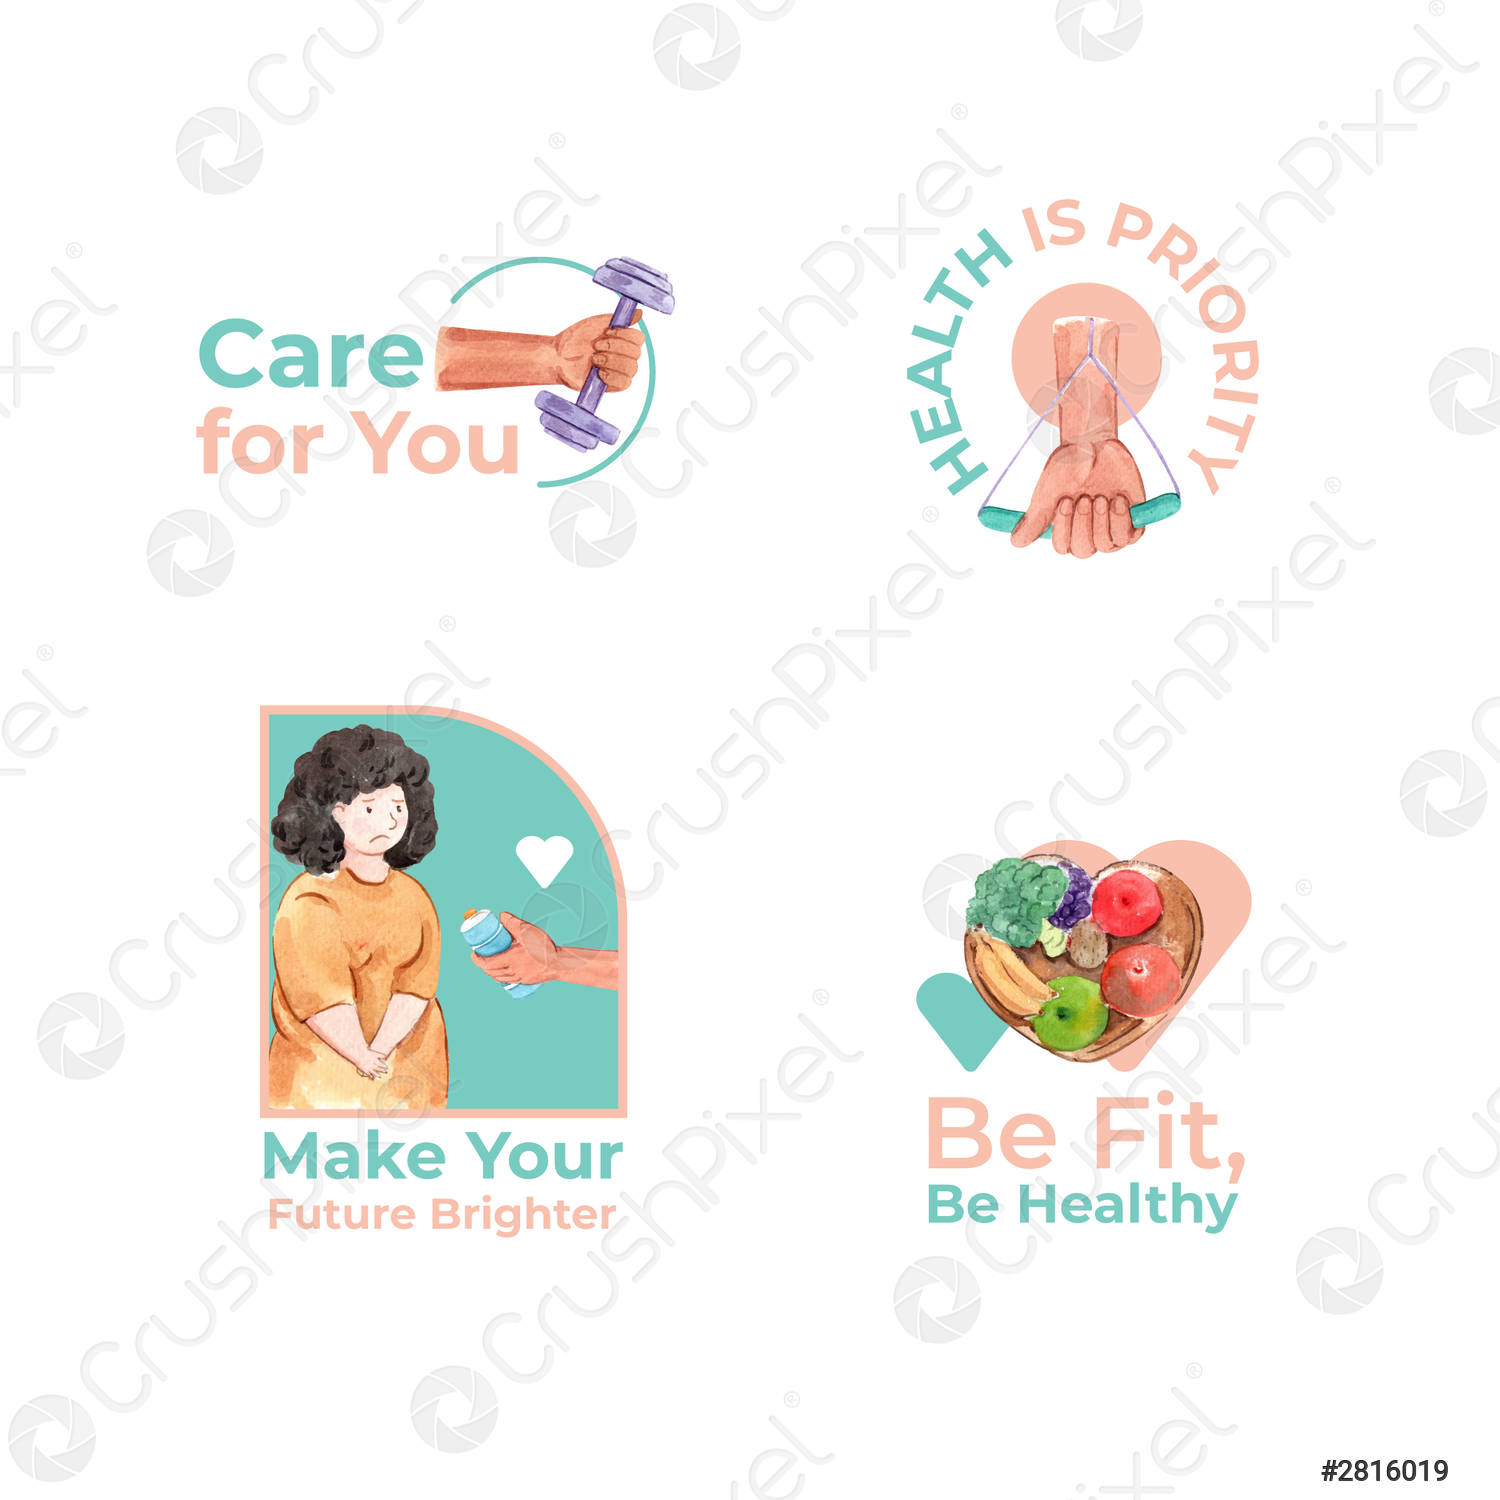 Care
for You
HEALTH IS PRIORITY
Make Your
Future Brighter
Be Fit,
Be Healthy
CrushPixel
#2816019